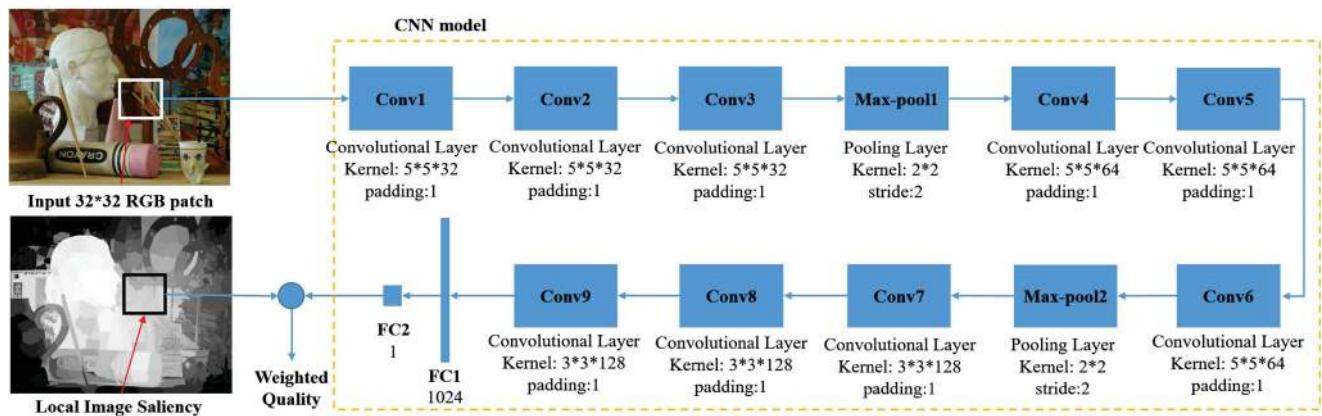 CNN model
Conv1
Conv2
Conv3
Max-pool1
Conv4
Conv5
Convolutional Layer
Kernel: 5*5*32
padding:1
Convolutional Layer
Kernel: 5*5*32
padding:1
Convolutional Layer
Kernel: 5*5*32
padding:1
Pooling Layer
Kernel: 2*2
stride:2
Convolutional Layer
Kernel: 5*5*64
padding:1
Convolutional Layer
Kernel: 5*5*64
padding:1
CRAYON
Input 32*32 RGB patch
Conv9
Conv8
Conv7
Max-pool2
Conv6
FC2
1
FC1
1024
Convolutional Layer
Kernel: 3*3*128
padding:1
Convolutional Layer
Kernel: 3*3*128
padding:1
Convolutional Layer
Kernel: 3*3*128
padding:1
Pooling Layer
Kernel: 2*2
stride:2
Convolutional Layer
Kernel: 5*5*64
padding:1
Weighted
Quality
Local Image Saliency